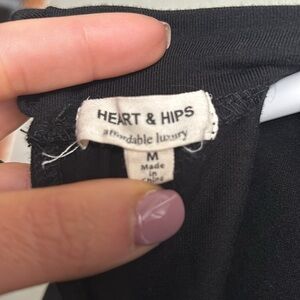 HEART & HIPS
affordable luxury
M
Made
in
China